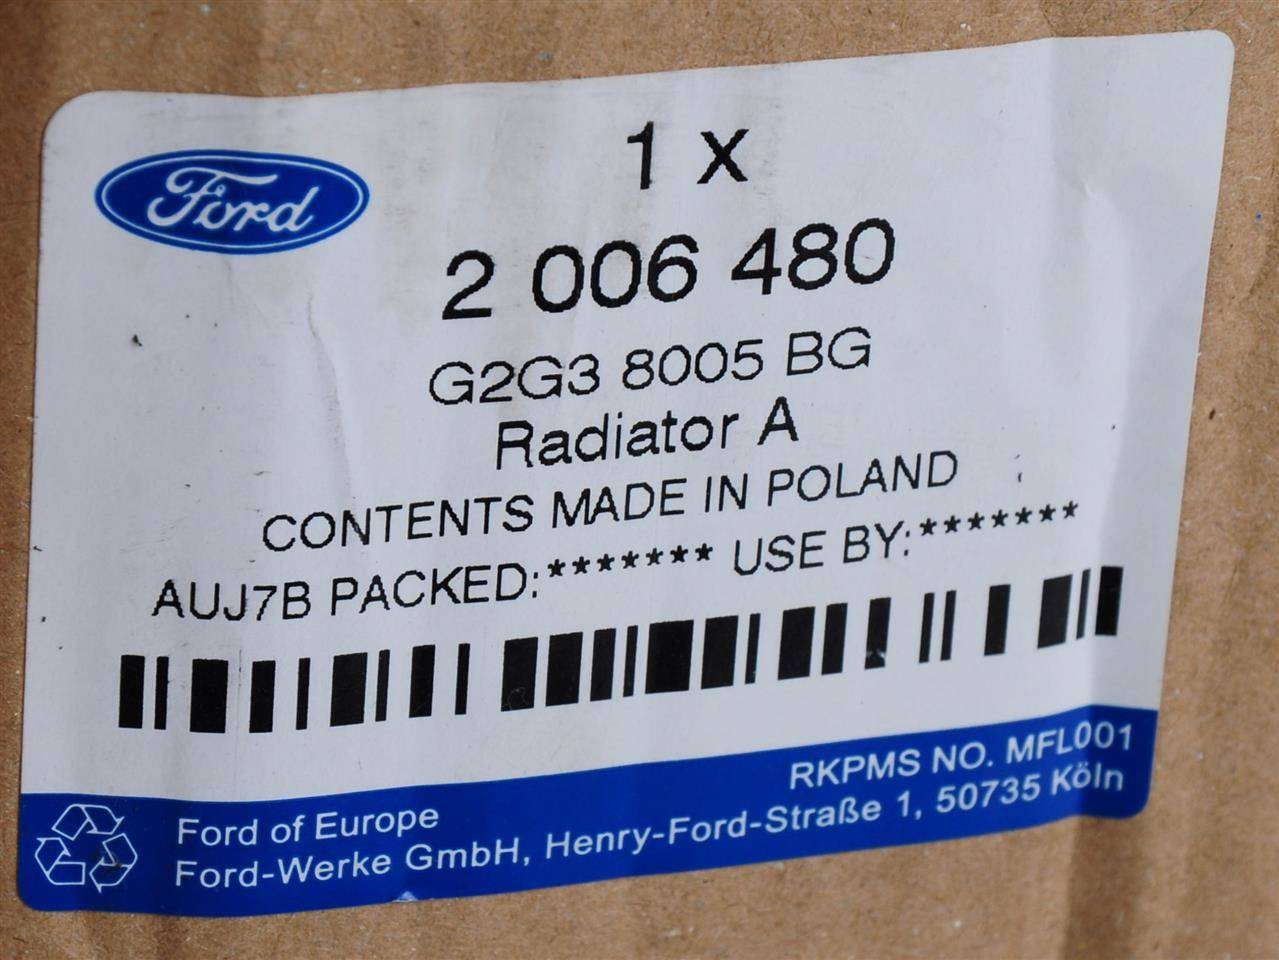 Ford
1 x
2 006 480
G2G3 8005 BG
Radiator A
CONTENTS MADE IN POLAND
AUJ7B PACKED:******* USE BY:*******
RKPMS NO. MFL001
Ford of Europe
Ford-Werke GmbH, Henry-Ford-Straße 1, 50735 Köln